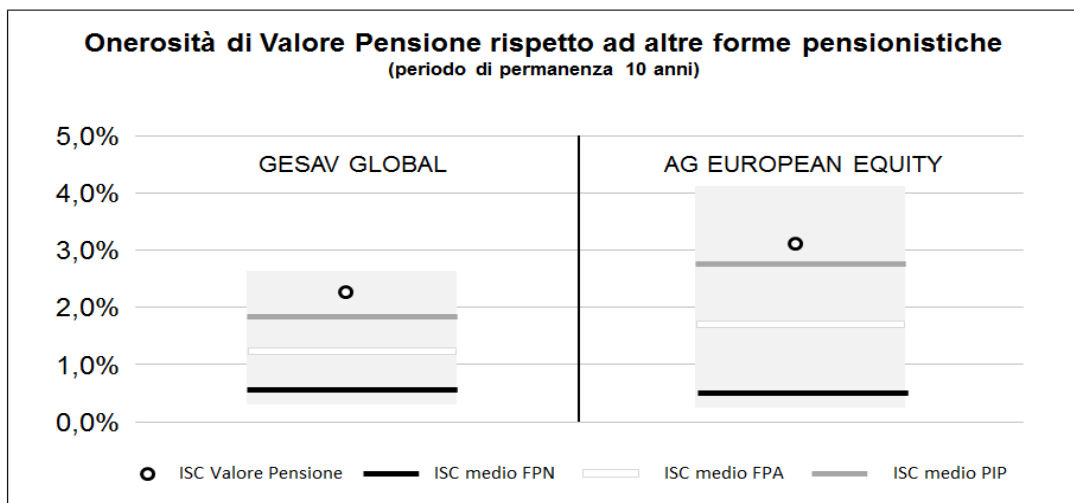 Onerosità di Valore Pensione rispetto ad altre forme pensionistiche
(periodo di permanenza 10 anni)
5,0%
GESAV GLOBAL
AG EUROPEAN EQUITY
4,0%
3,0%
2,0%
1,0%
0,0%
ISC Valore Pensione
ISC medio FPN
ISC medio FPA
ISC medio PIP